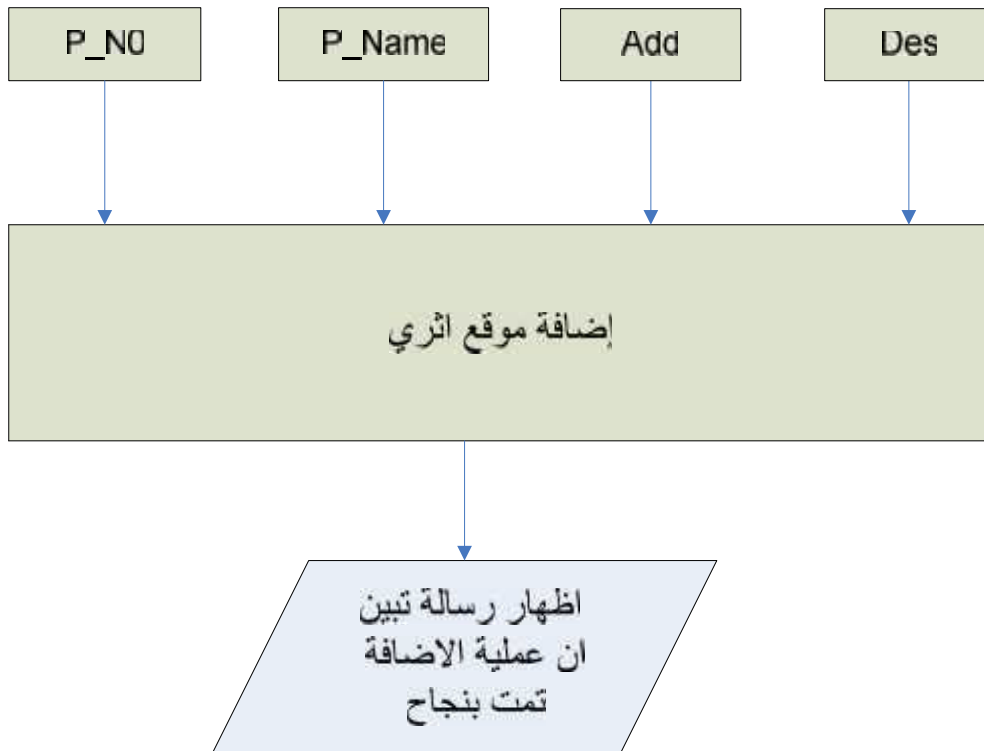 P_N0
P_Name
Add
Des
إضافة موقع اثري
اظهار رسالة تبين
ان عملية الاضافة
تمت بنجاح